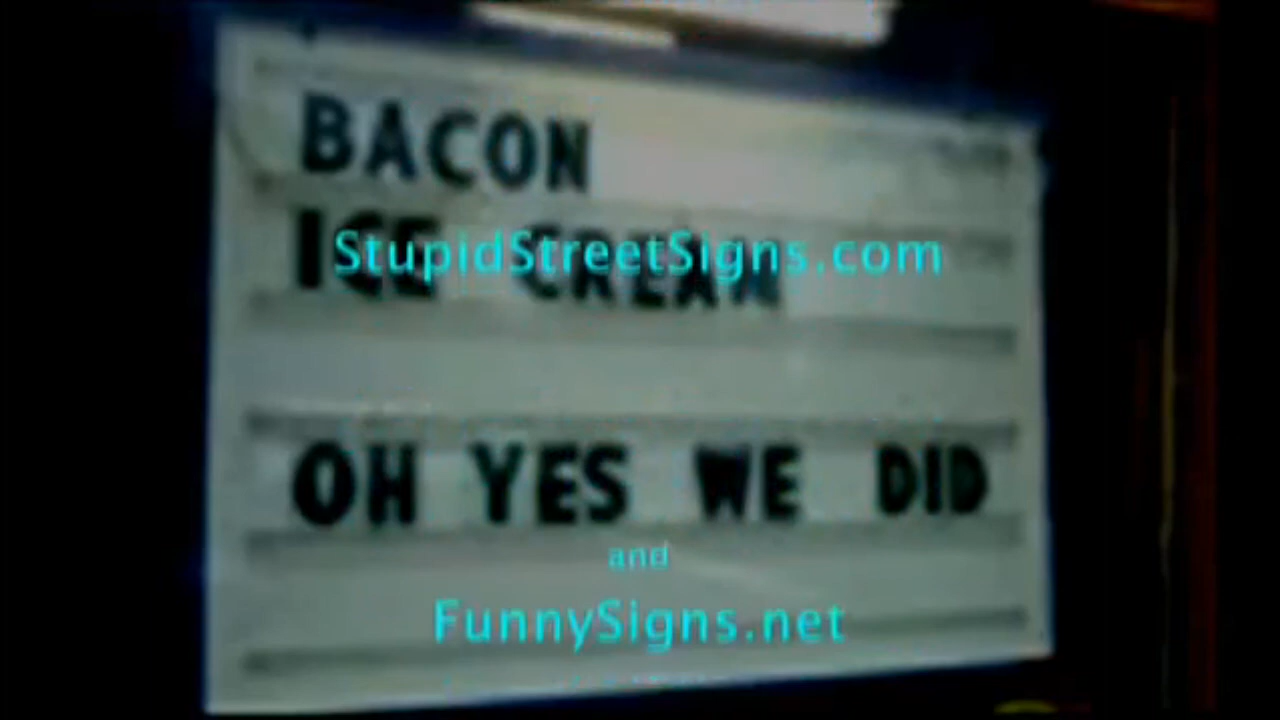 BACON
ICE CREAM
StupidStreetSigns.com
OH YES WE DID
and
FunnySigns.net